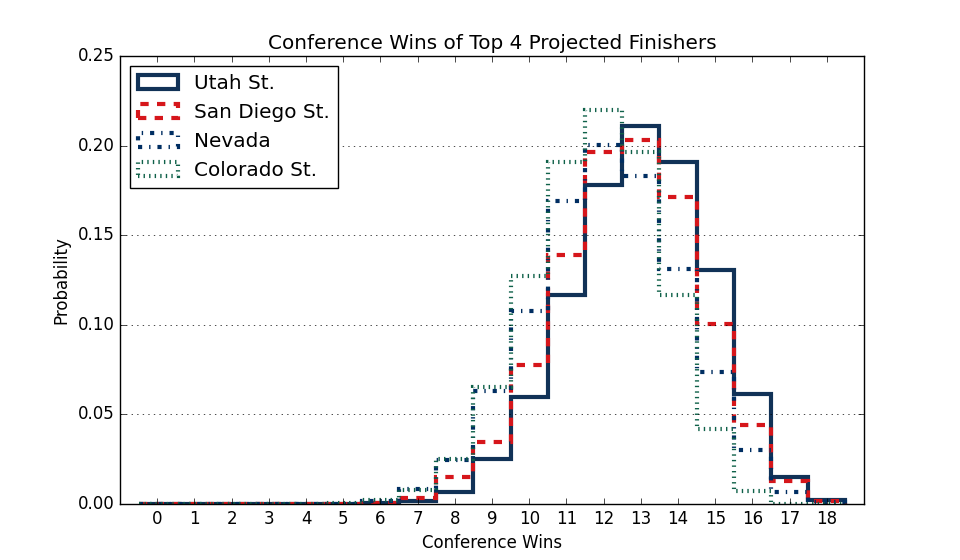 Conference Wins of Top 4 Projected Finishers
0.25
0.20
0.15
0.10
0.05
0.00
Probability
Utah St.
San Diego St.
Nevada
Colorado St.
0 1 2 3 4 5 6 7 8 9 10 11 12 13 14 15 16 17 18
Conference Wins